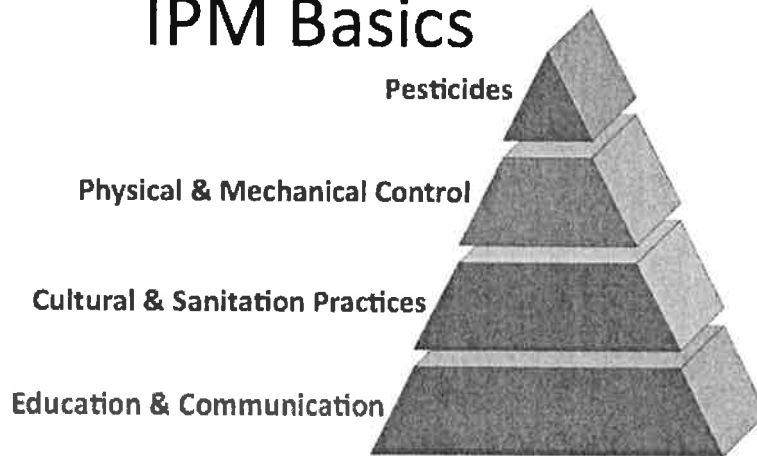 IPM Basics
Pesticides
Physical & Mechanical Control
Cultural & Sanitation Practices
Education & Communication